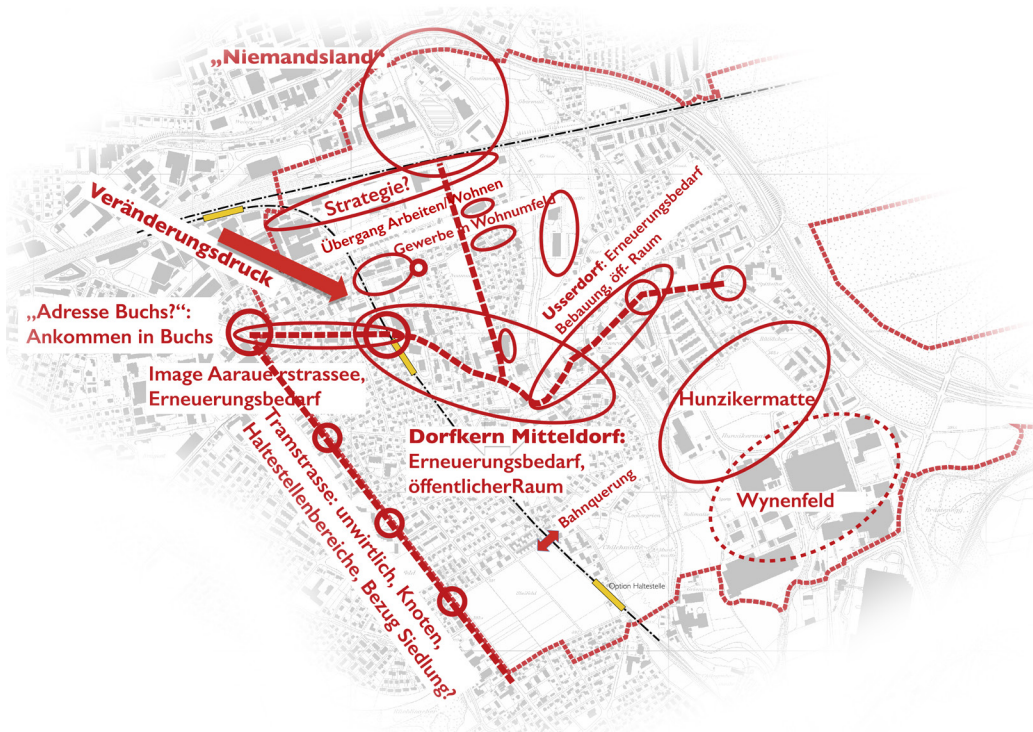 „Niemandsland“
Strategie?
Übergang Arbeiten/Wohnen
Gewerbe in Wohnumfeld
Veränderungsdruck
Usserdorf: Erneuerungsbedarf
Bebauung, öff- Raum
„Adresse Buchs?“:
Ankommen in Buchs
Image Aarauerstrassee,
Erneuerungsbedarf
Hunzikermatte
Dorfkern Mitteldorf:
Erneuerungsbedarf,
öffentlicherRaum
Tramstrasse: unwirtlich, Knoten,
Haltestellenbereiche, Bezug Siedlung?
Bahnquerung
Wynenfeld
Option Haltestelle